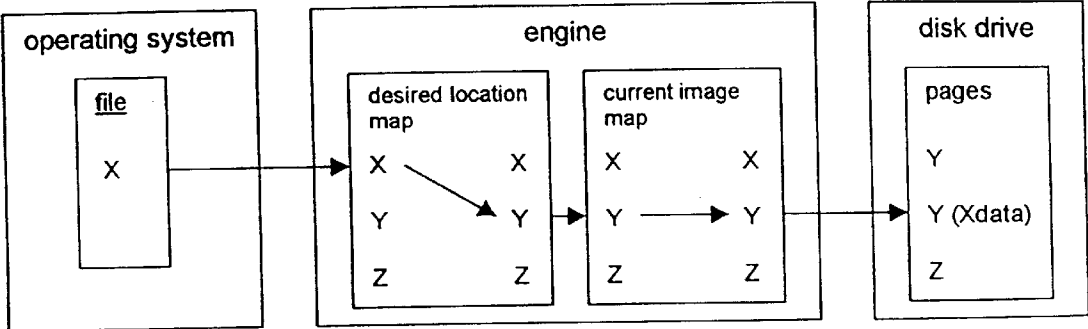 operating system
file
X
engine
desired location
map
X X
Y Y
Z Z
current image
map
X X
Y Y
Z Z
disk drive
pages
Y
Y (Xdata)
Z